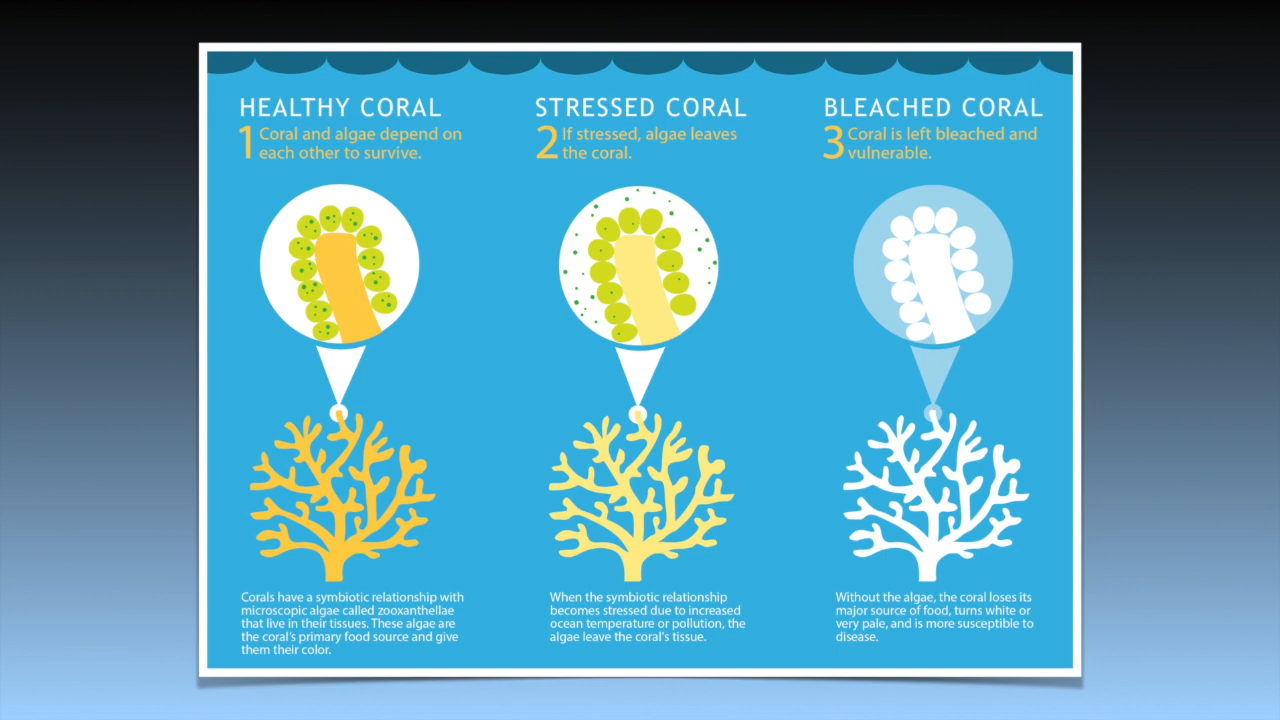 HEALTHY CORAL
1 Coral and algae depend on
each other to survive.
Corals have a symbiotic relationship with
microscopic algae called zooxanthellae
that live in their tissues. These algae are
the coral's primary food source and give
them their color.
STRESSED CORAL
2 If stressed, algae leaves
the coral.
When the symbiotic relationship
becomes stressed due to increased
ocean temperature or pollution, the
algae leave the coral's tissue.
BLEACHED CORAL
3 Coral is left bleached and
vulnerable.
Without the algae, the coral loses its
major source of food, turns white or
very pale, and is more susceptible to
disease.